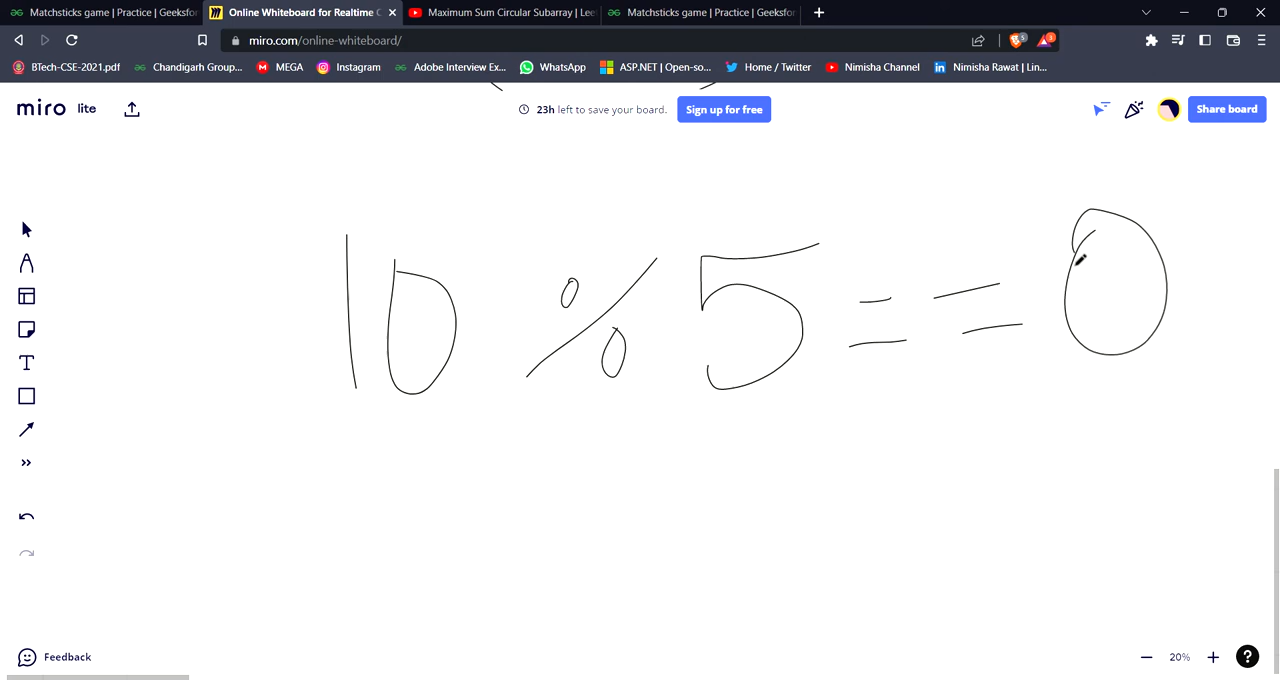 Matchsticks game | Practice | Geeksfor Online Whiteboard for Realtime C Maximum Sum Circular Subarray | Lee Matchsticks game | Practice | Geeksfor
miro.com/online-whiteboard/ 5 3
BTech-CSE-2021.pdf Chandigarh Group... MEGA Instagram Adobe Interview Ex... WhatsApp ASP.NET | Open-so... Home / Twitter Nimisha Channel Nimisha Rawat | Lin...
miro lite 23h left to save your board. Sign up for free Share board
10 % 5 == 0
T
Feedback 20% ?